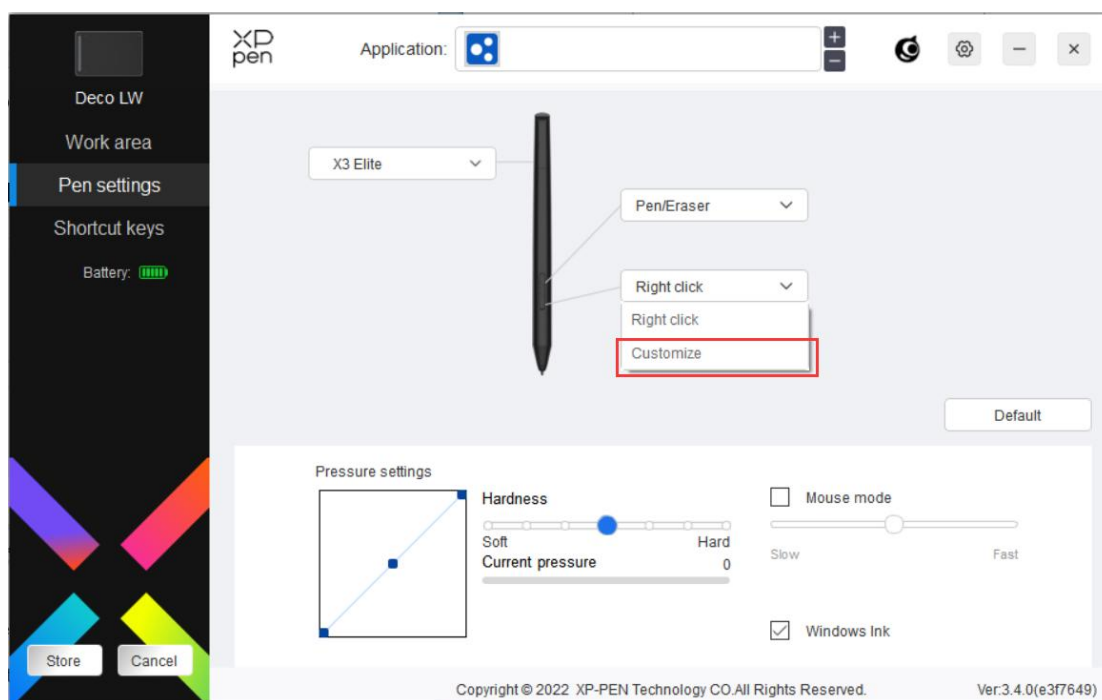 XP
pen
Application:
+
−
−
×
Deco LW
Work area
Pen settings
Shortcut keys
Battery:
X3 Elite
Pen/Eraser
Right click
Right click
Customize
Default
Pressure settings
Hardness
Soft Hard
Current pressure 0
Mouse mode
Slow Fast
Windows Ink
Store Cancel
Copyright © 2022 XP-PEN Technology CO.All Rights Reserved. Ver:3.4.0(e3f7649)